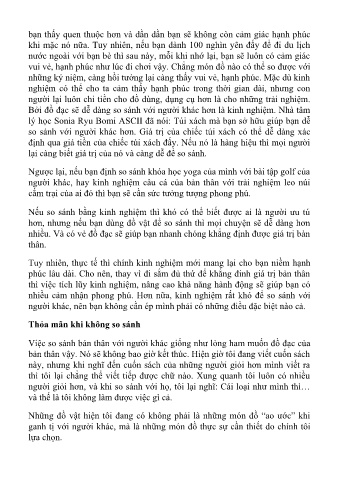 bạn thấy quen thuộc hơn và dần dần bạn sẽ không còn cảm giác hạnh phúc
khi mặc nó nữa. Tuy nhiên, nếu bạn dành 100 nghìn yên đấy để đi du lịch
nước ngoài với bạn bè thì sau này, mỗi khi nhớ lại, bạn sẽ luôn có cảm giác
vui vẻ, hạnh phúc như lúc đi chơi vậy. Chẳng món đồ nào có thể so được với
những kỷ niệm, càng hồi tưởng lại càng thấy vui vẻ, hạnh phúc. Mặc dù kinh
nghiệm có thể cho ta cảm thấy hạnh phúc trong thời gian dài, nhưng con
người lại luôn chi tiền cho đồ dùng, dụng cụ hơn là cho những trải nghiệm.
Bởi đồ đạc sẽ dễ dàng so sánh với người khác hơn là kinh nghiệm. Nhà tâm
lý học Sonia Ryu Bomi ASCII đã nói: Túi xách mà bạn sở hữu giúp bạn dễ
so sánh với người khác hơn. Giá trị của chiếc túi xách có thể dễ dàng xác
định qua giá tiền của chiếc túi xách đấy. Nếu nó là hàng hiệu thì mọi người
lại càng biết giá trị của nó và càng dễ để so sánh.
Ngược lại, nếu bạn định so sánh khóa học yoga của mình với bài tập golf của
người khác, hay kinh nghiệm câu cá của bản thân với trải nghiệm leo núi
cắm trại của ai đó thì bạn sẽ cần sức tưởng tượng phong phú.
Nếu so sánh bằng kinh nghiệm thì khó có thể biết được ai là người ưu tú
hơn, nhưng nếu bạn dùng đồ vật để so sánh thì mọi chuyện sẽ dễ dàng hơn
nhiều. Và có vẻ đồ đạc sẽ giúp bạn nhanh chóng khẳng định được giá trị bản
thân.
Tuy nhiên, thực tế thì chính kinh nghiệm mới mang lại cho bạn niềm hạnh
phúc lâu dài. Cho nên, thay vì đi sắm đủ thứ để khẳng đinh giá trị bản thân
thì việc tích lũy kinh nghiệm, nâng cao khả năng hành động sẽ giúp bạn có
nhiều cảm nhận phong phú. Hơn nữa, kinh nghiệm rất khó để so sánh với
người khác, nên bạn không cần ép mình phải có những điều đặc biệt nào cả.
Thỏa mãn khi không so sánh
Việc so sánh bản thân với người khác giống như lòng ham muốn đồ đạc của
bản thân vậy. Nó sẽ không bao giờ kết thúc. Hiện giờ tôi đang viết cuốn sách
này, nhưng khi nghĩ đến cuốn sách của những người giỏi hơn mình viết ra
thì tôi lại chẳng thể viết tiếp được chữ nào. Xung quanh tôi luôn có nhiều
người giỏi hơn, và khi so sánh với họ, tôi lại nghĩ: Cái loại như mình thì…
và thế là tôi không làm được việc gì cả.
Những đồ vật hiện tôi đang có không phải là những món đồ “ao ước” khi
ganh tị với người khác, mà là những món đồ thực sự cần thiết do chính tôi
lựa chọn.